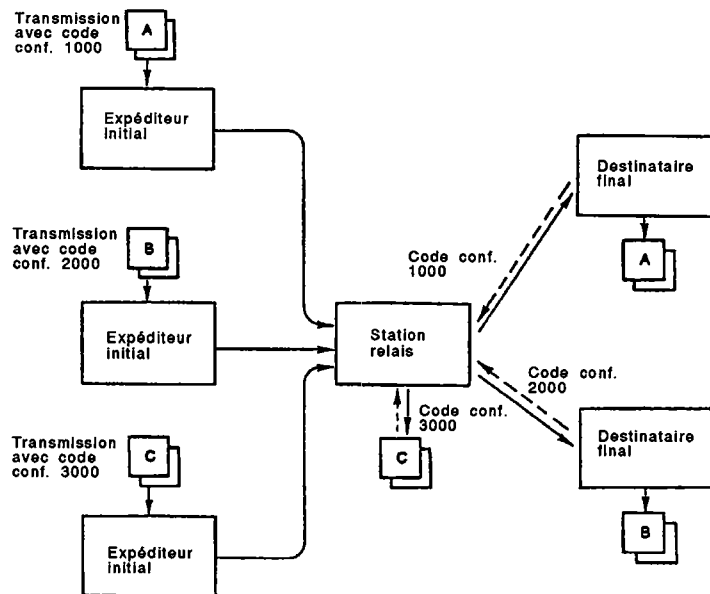 Transmission
avec code
conf. 1000
A
Expéditeur
initial
Transmission
avec code
conf. 2000
B
Expéditeur
initial
Transmission
avec code
conf. 3000
C
Expéditeur
initial
Station
relais
Code conf.
1000
Code conf.
2000
Code conf.
3000
C
Destinataire
final
A
Destinataire
final
B